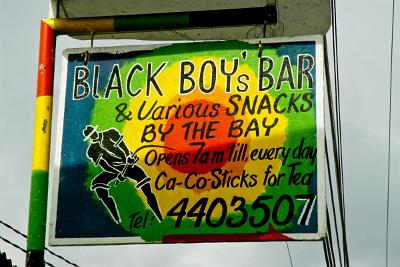 BLACK BOY's BAR
& Various SNACKS
BY THE BAY
Opens 7a.m. till, every day
Ca-Co-Sticks for Tea
Tel: 4403507